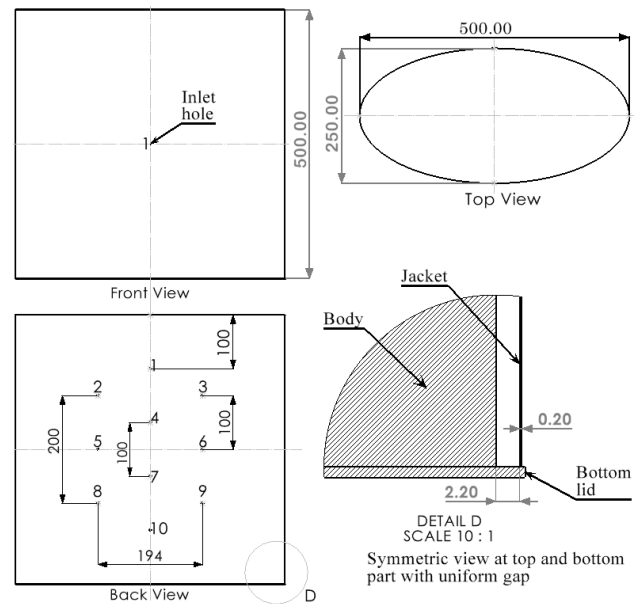 Inlet
hole
1
500.00
Front View
500.00
250.00
Top View
1
100
2
3
4
100
200
100
5
6
7
8
9
10
194
Back View
D
Jacket
Body
0.20
2.20
Bottom
lid
DETAIL D
SCALE 10 : 1
Symmetric view at top and bottom
part with uniform gap